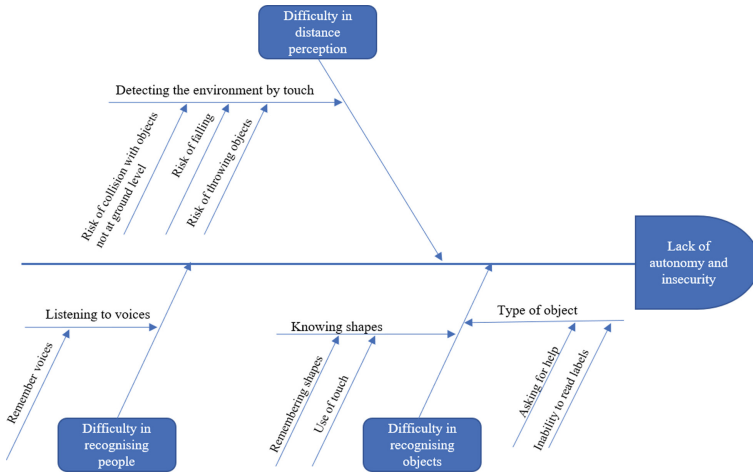 Difficulty in
distance
perception
Detecting the environment by touch
Risk of collision with objects
not at ground level
Risk of falling
Risk of throwing objects
Lack of
autonomy and
insecurity
Listening to voices
Remember voices
Difficulty in
recognising
people
Knowing shapes
Remembering shapes
Use of touch
Type of object
Asking for help
Inability to read labels
Difficulty in
recognising
objects